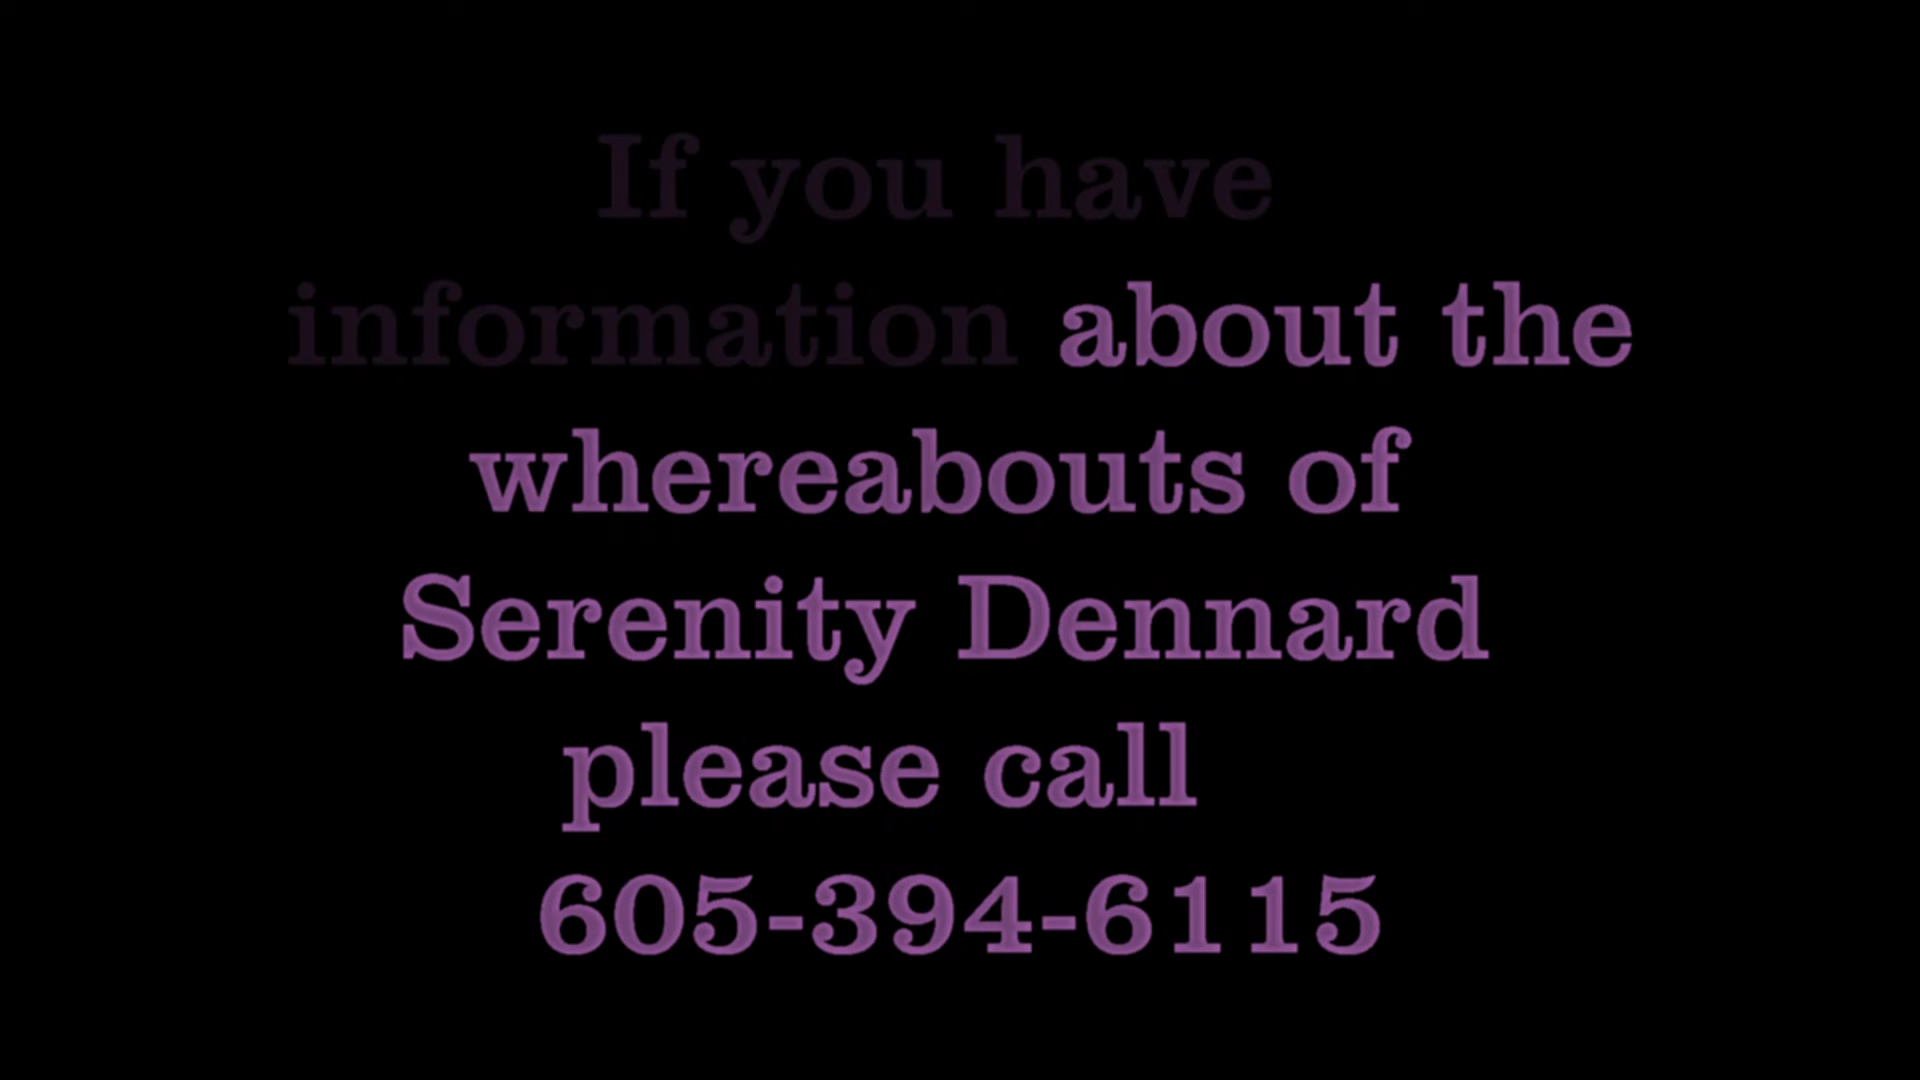 If you have
information about the
whereabouts of
Serenity Dennard
please call
605-394-6115